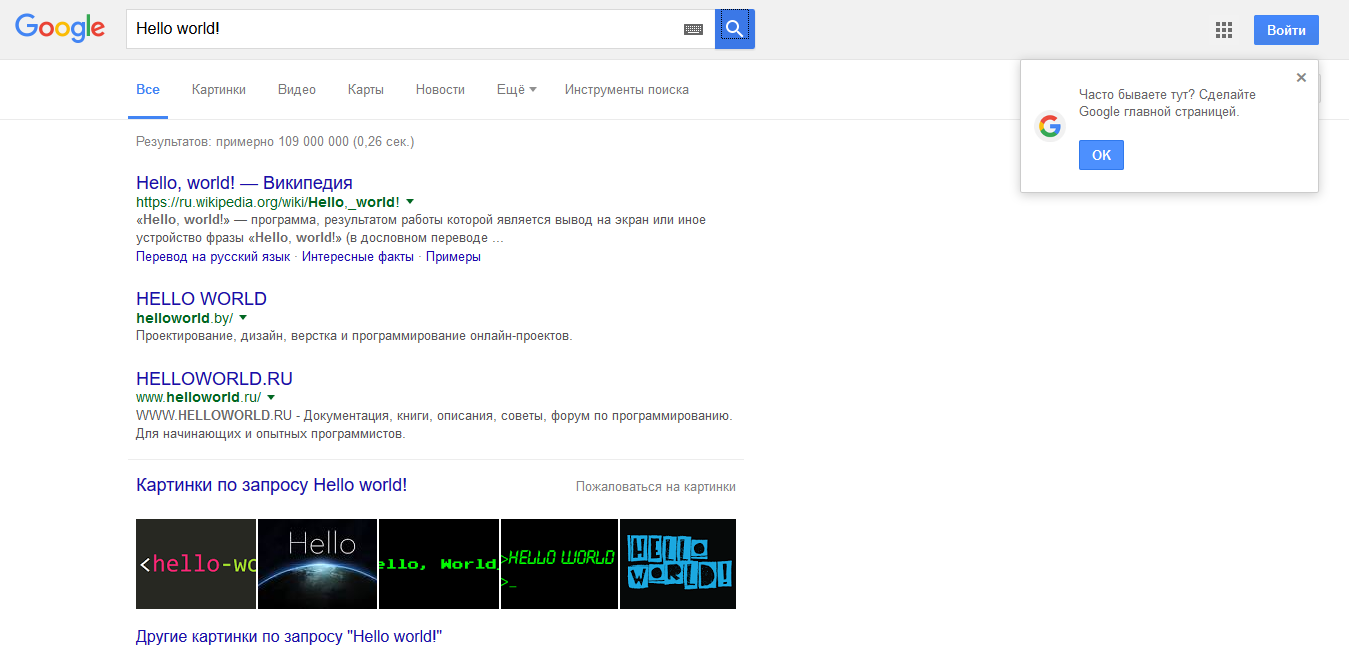 Google
Hello world!
Войти
Все Картинки Видео Карты Новости Ещё Инструменты поиска
Часто бываете тут? Сделайте
Google главной страницей.
ОК
Результатов: примерно 109 000 000 (0,26 сек.)
Hello, world! — Википедия
https://ru.wikipedia.org/wiki/Hello,_world!
«Hello, world!» — программа, результатом работы которой является вывод на экран или иное
устройство фразы «Hello, world!» (в дословном переводе ...
Перевод на русский язык · Интересные факты · Примеры
HELLO WORLD
helloworld.by/
Проектирование, дизайн, верстка и программирование онлайн-проектов.
HELLOWORLD.RU
www.helloworld.ru/
WWW.HELLOWORLD.RU - Документация, книги, описания, советы, форум по программированию.
Для начинающих и опытных программистов.
Картинки по запросу Hello world!
Пожаловаться на картинки
<hello-wo
Hello
ello, World
>HELLO WORLD
>_
HELLO
WORLD!
Другие картинки по запросу "Hello world!"